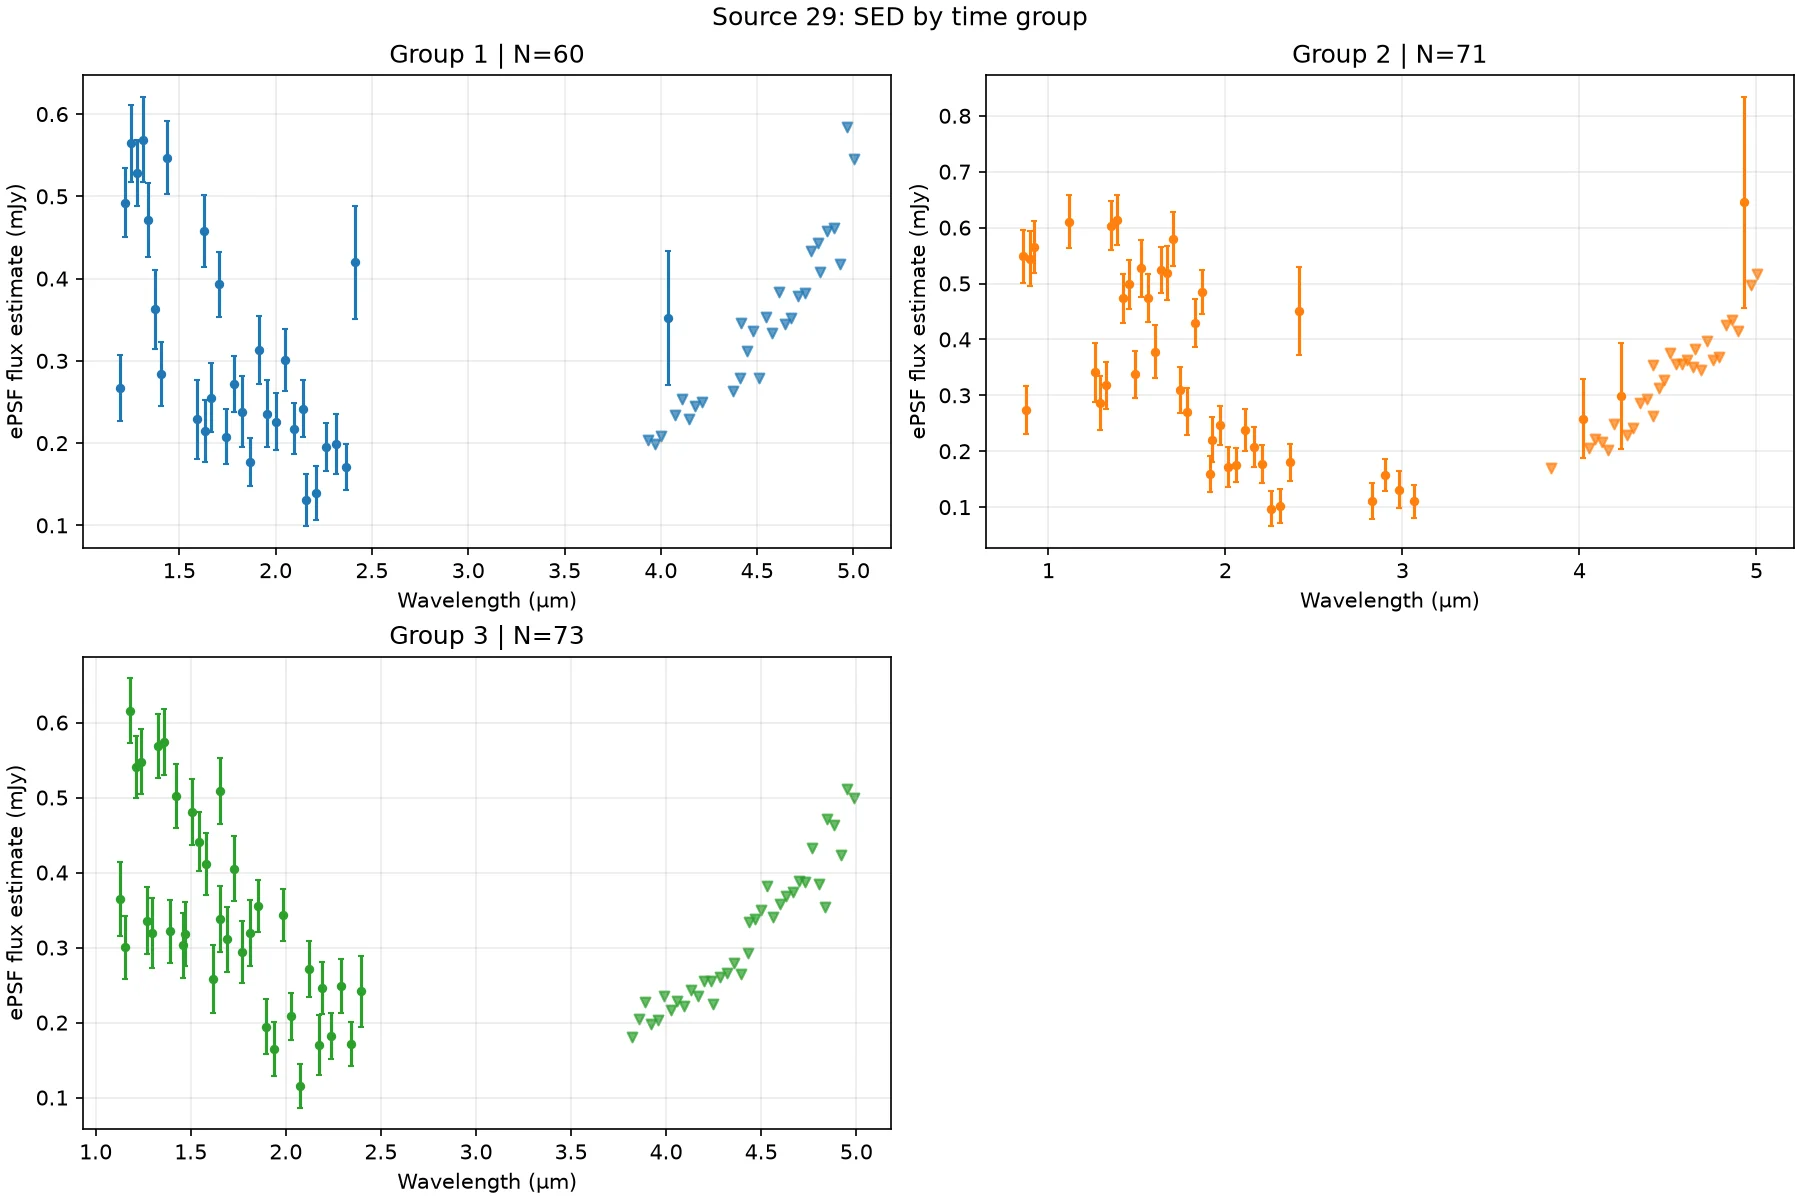 Source 29: SED by time group
Group 1 | N=60
ePSF flux estimate (mJy)
0.6
0.5
0.4
0.3
0.2
0.1
1.5 2.0 2.5 3.0 3.5 4.0 4.5 5.0
Wavelength (μm)
Group 2 | N=71
ePSF flux estimate (mJy)
0.8
0.7
0.6
0.5
0.4
0.3
0.2
0.1
1 2 3 4 5
Wavelength (μm)
Group 3 | N=73
ePSF flux estimate (mJy)
0.6
0.5
0.4
0.3
0.2
0.1
1.0 1.5 2.0 2.5 3.0 3.5 4.0 4.5 5.0
Wavelength (μm)